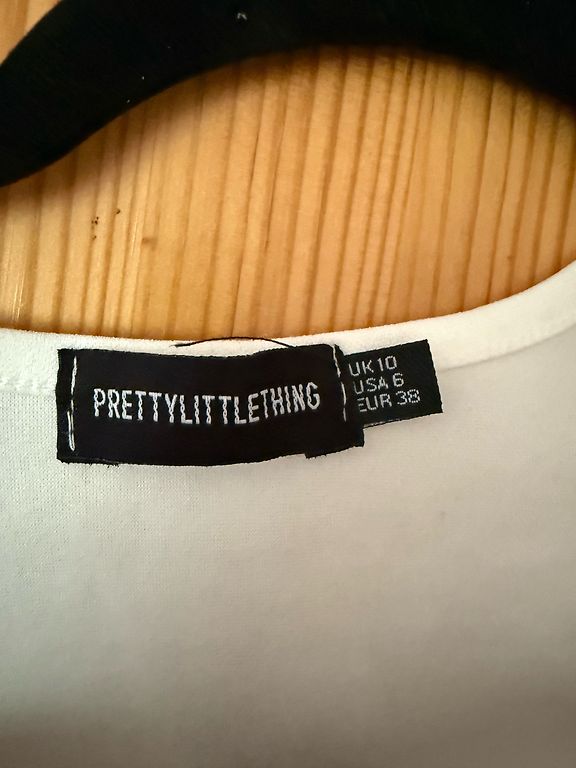 PRETTYLITTLETHING
UK 10
USA 6
EUR 38